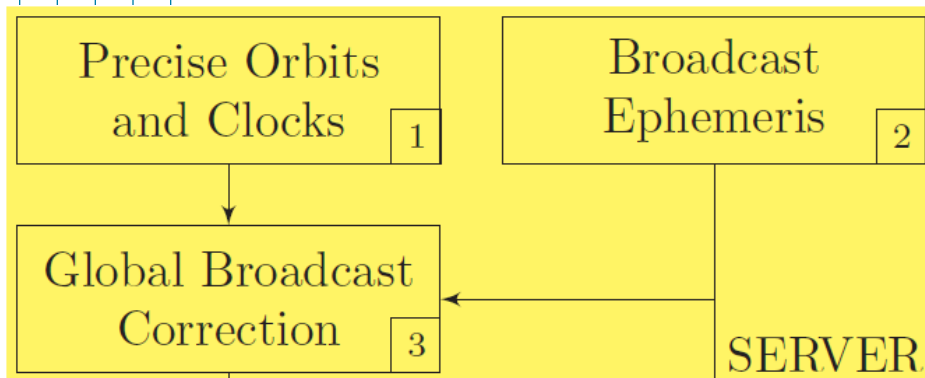 Precise Orbits
and Clocks
1
Broadcast
Ephemeris
2
Global Broadcast
Correction
3
SERVER